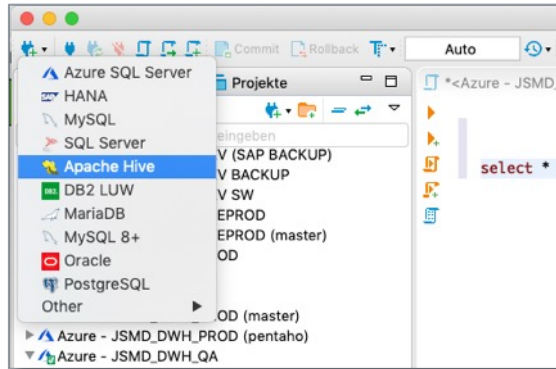 Commit
Rollback
Auto
Azure SQL Server
HANA
MySQL
SQL Server
Apache Hive
DB2 LUW
MariaDB
MySQL 8+
Oracle
PostgreSQL
Other
Projekte
eingeben
V (SAP BACKUP)
V BACKUP
V SW
EPROD
EPROD (master)
OD
OD (master)
Azure - JSMD_DWH_PROD (pentaho)
Azure - JSMD_DWH_QA
*<Azure - JSMD_
select *